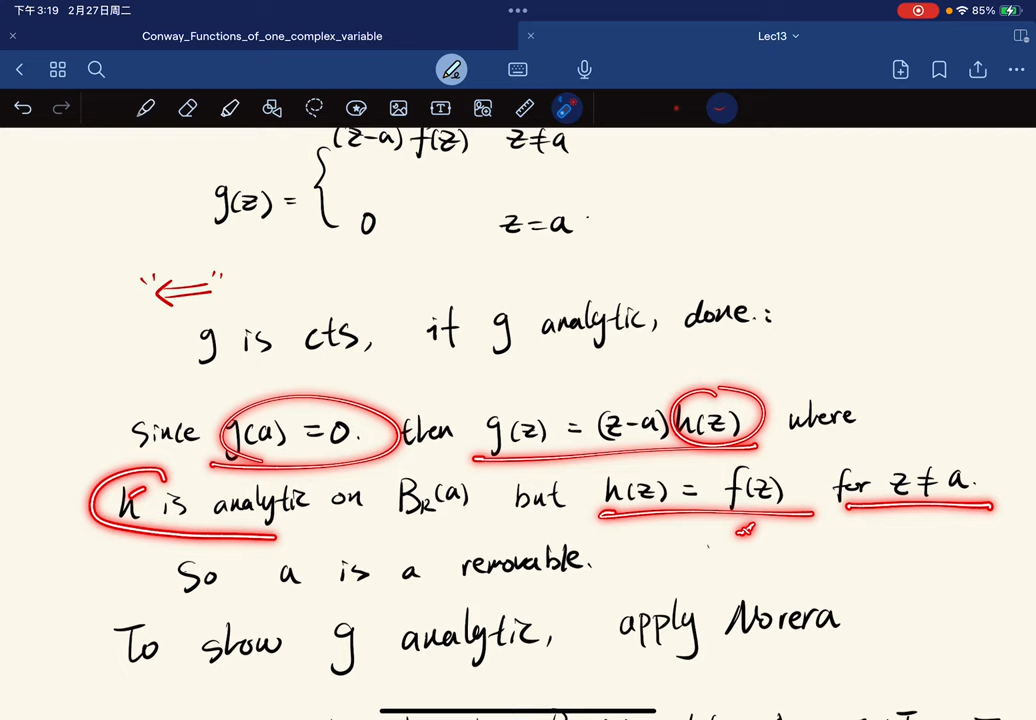 下午3:19 2月27日周二
85%
Conway_Functions_of_one_complex_variable
Lec13
(z-a) f(z) z≠a
g(z) = {
0 z=a.
"⇐"
g is cts, if g analytic, done.:
since g(a) = 0. then g(z) = (z-a)h(z) where
h is analytic on B_R(a) but h(z) = f(z) for z≠a.
So a is a removable.
To show g analytic, apply Morera